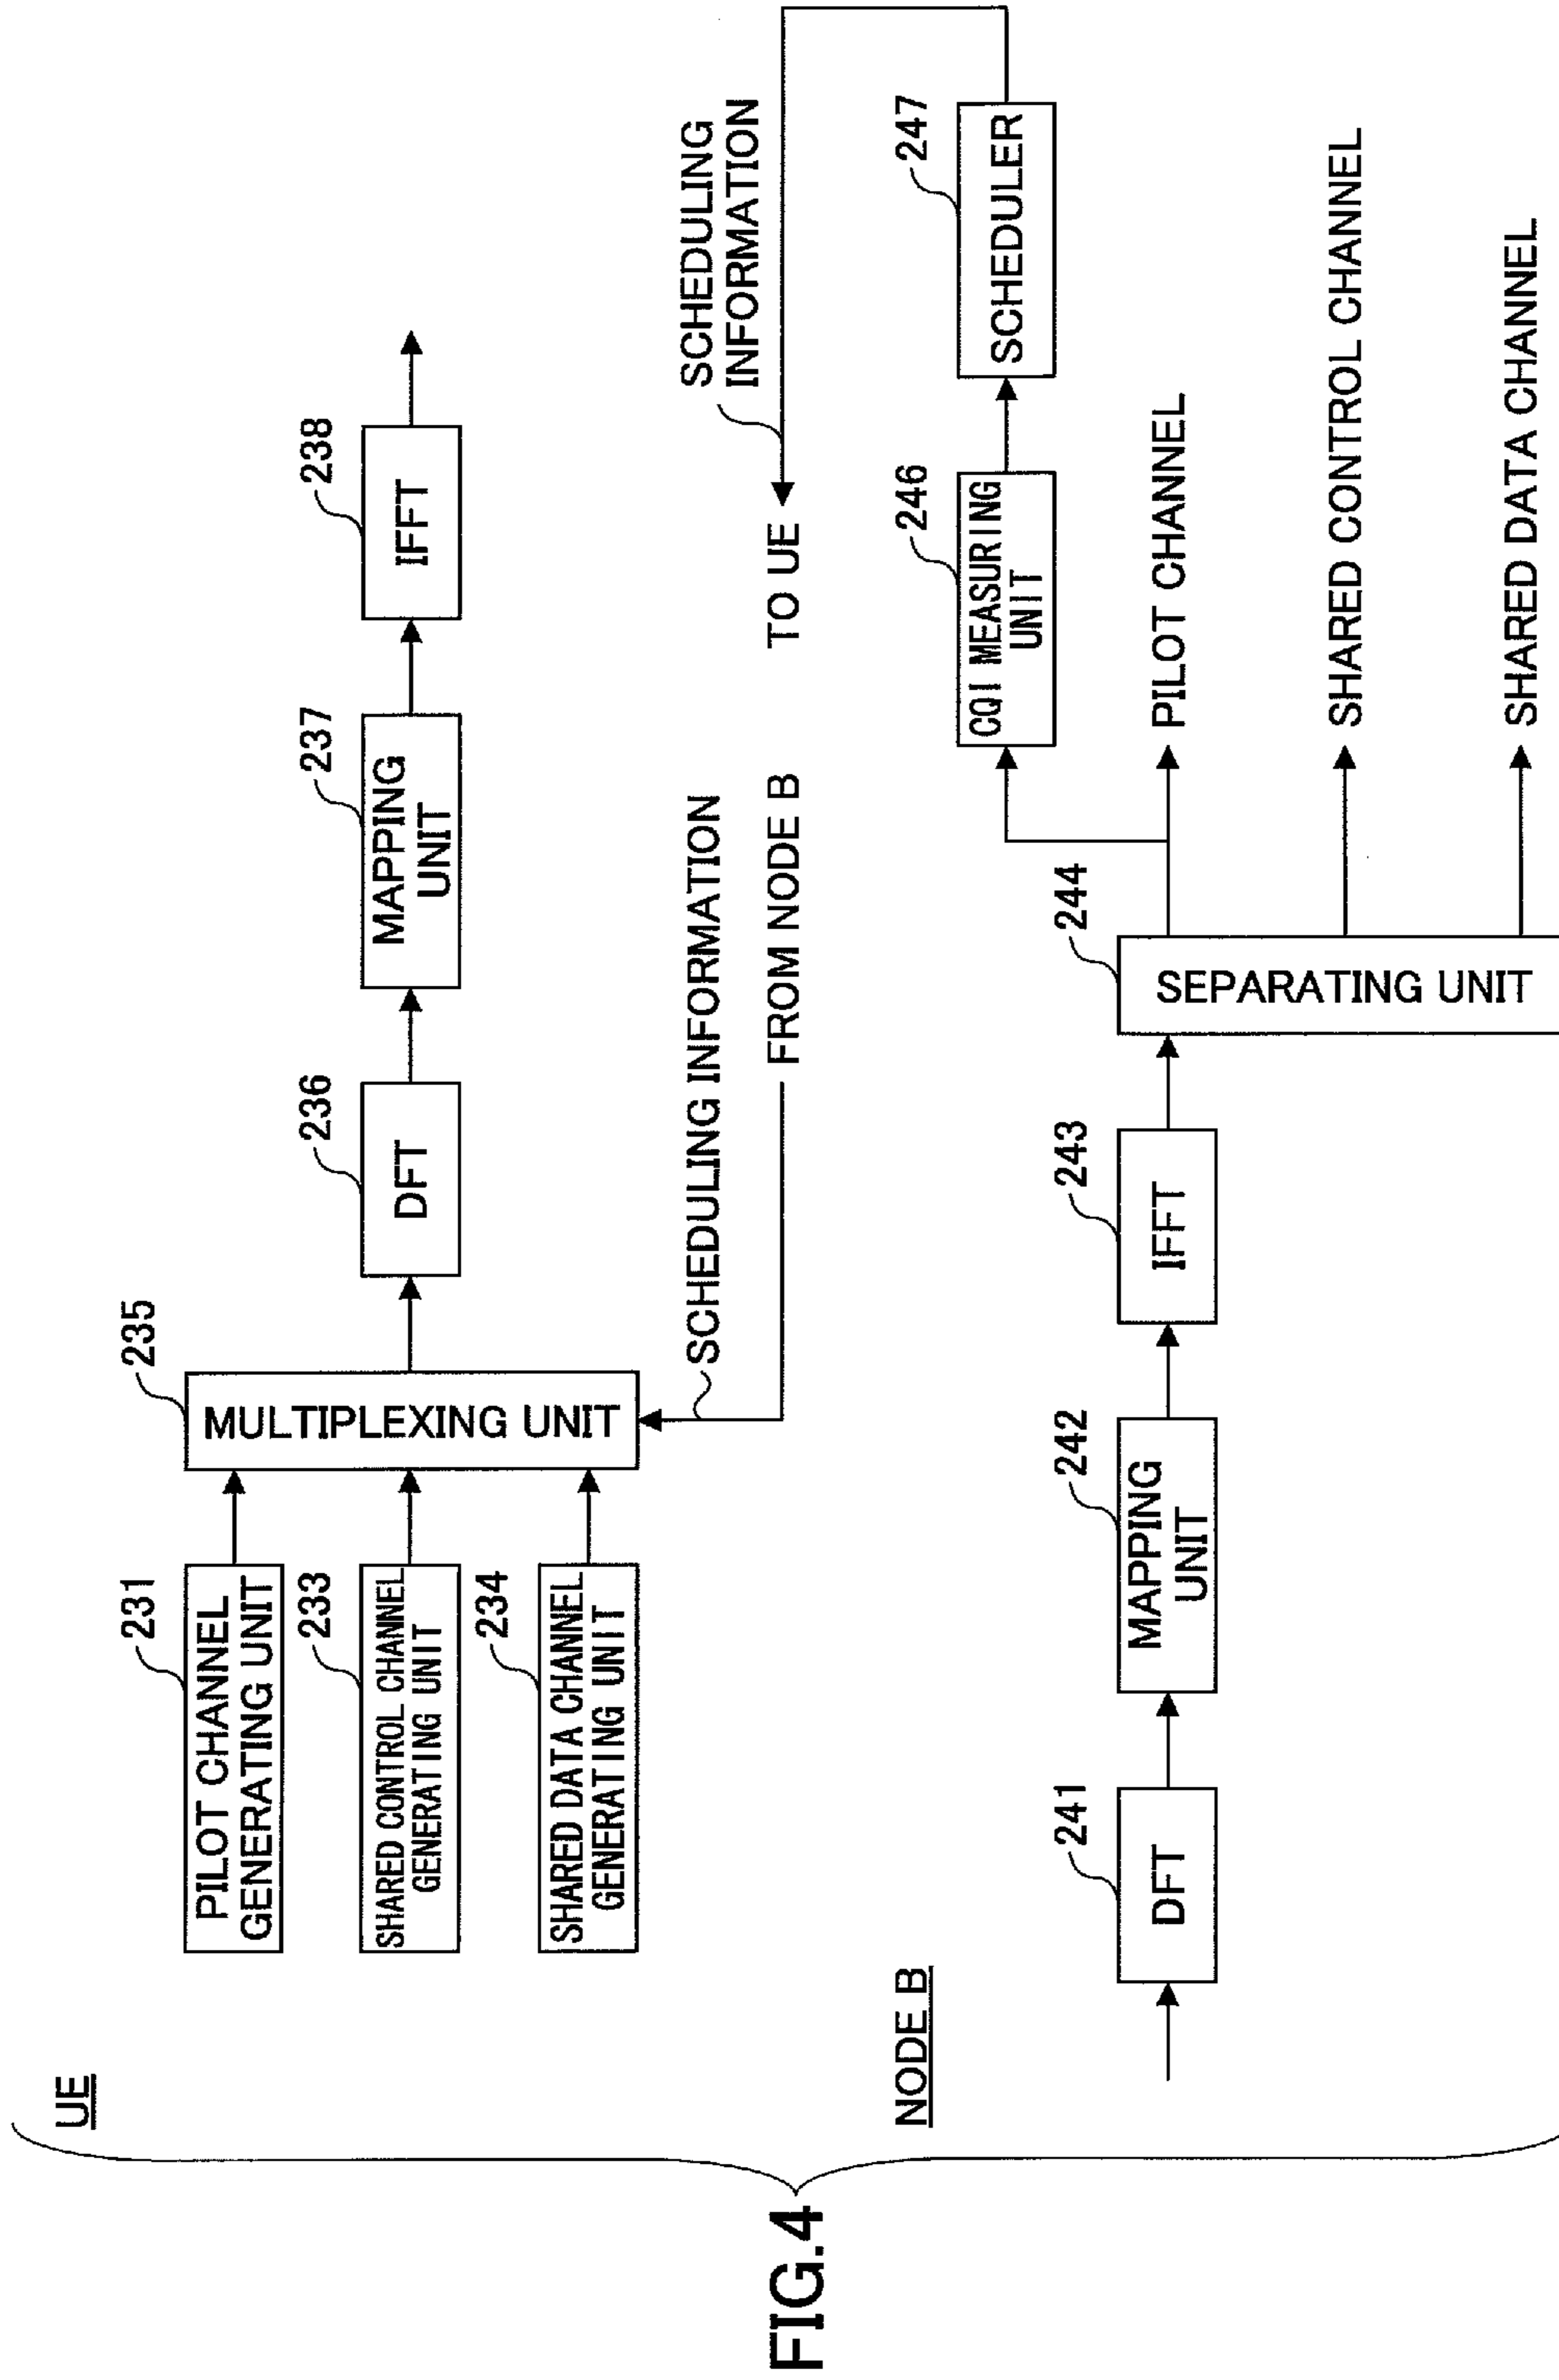 FIG.4
UE
231
PILOT CHANNEL
GENERATING UNIT
233
SHARED CONTROL CHANNEL
GENERATING UNIT
234
SHARED DATA CHANNEL
GENERATING UNIT
235
MULTIPLEXING UNIT
236
DFT
237
MAPPING
UNIT
238
IFFT
SCHEDULING INFORMATION
FROM NODE B
NODE B
241
DFT
242
MAPPING
UNIT
243
IFFT
244
SEPARATING UNIT
246
CQI MEASURING
UNIT
247
SCHEDULER
SCHEDULING
INFORMATION
TO UE
PILOT CHANNEL
SHARED CONTROL CHANNEL
SHARED DATA CHANNEL